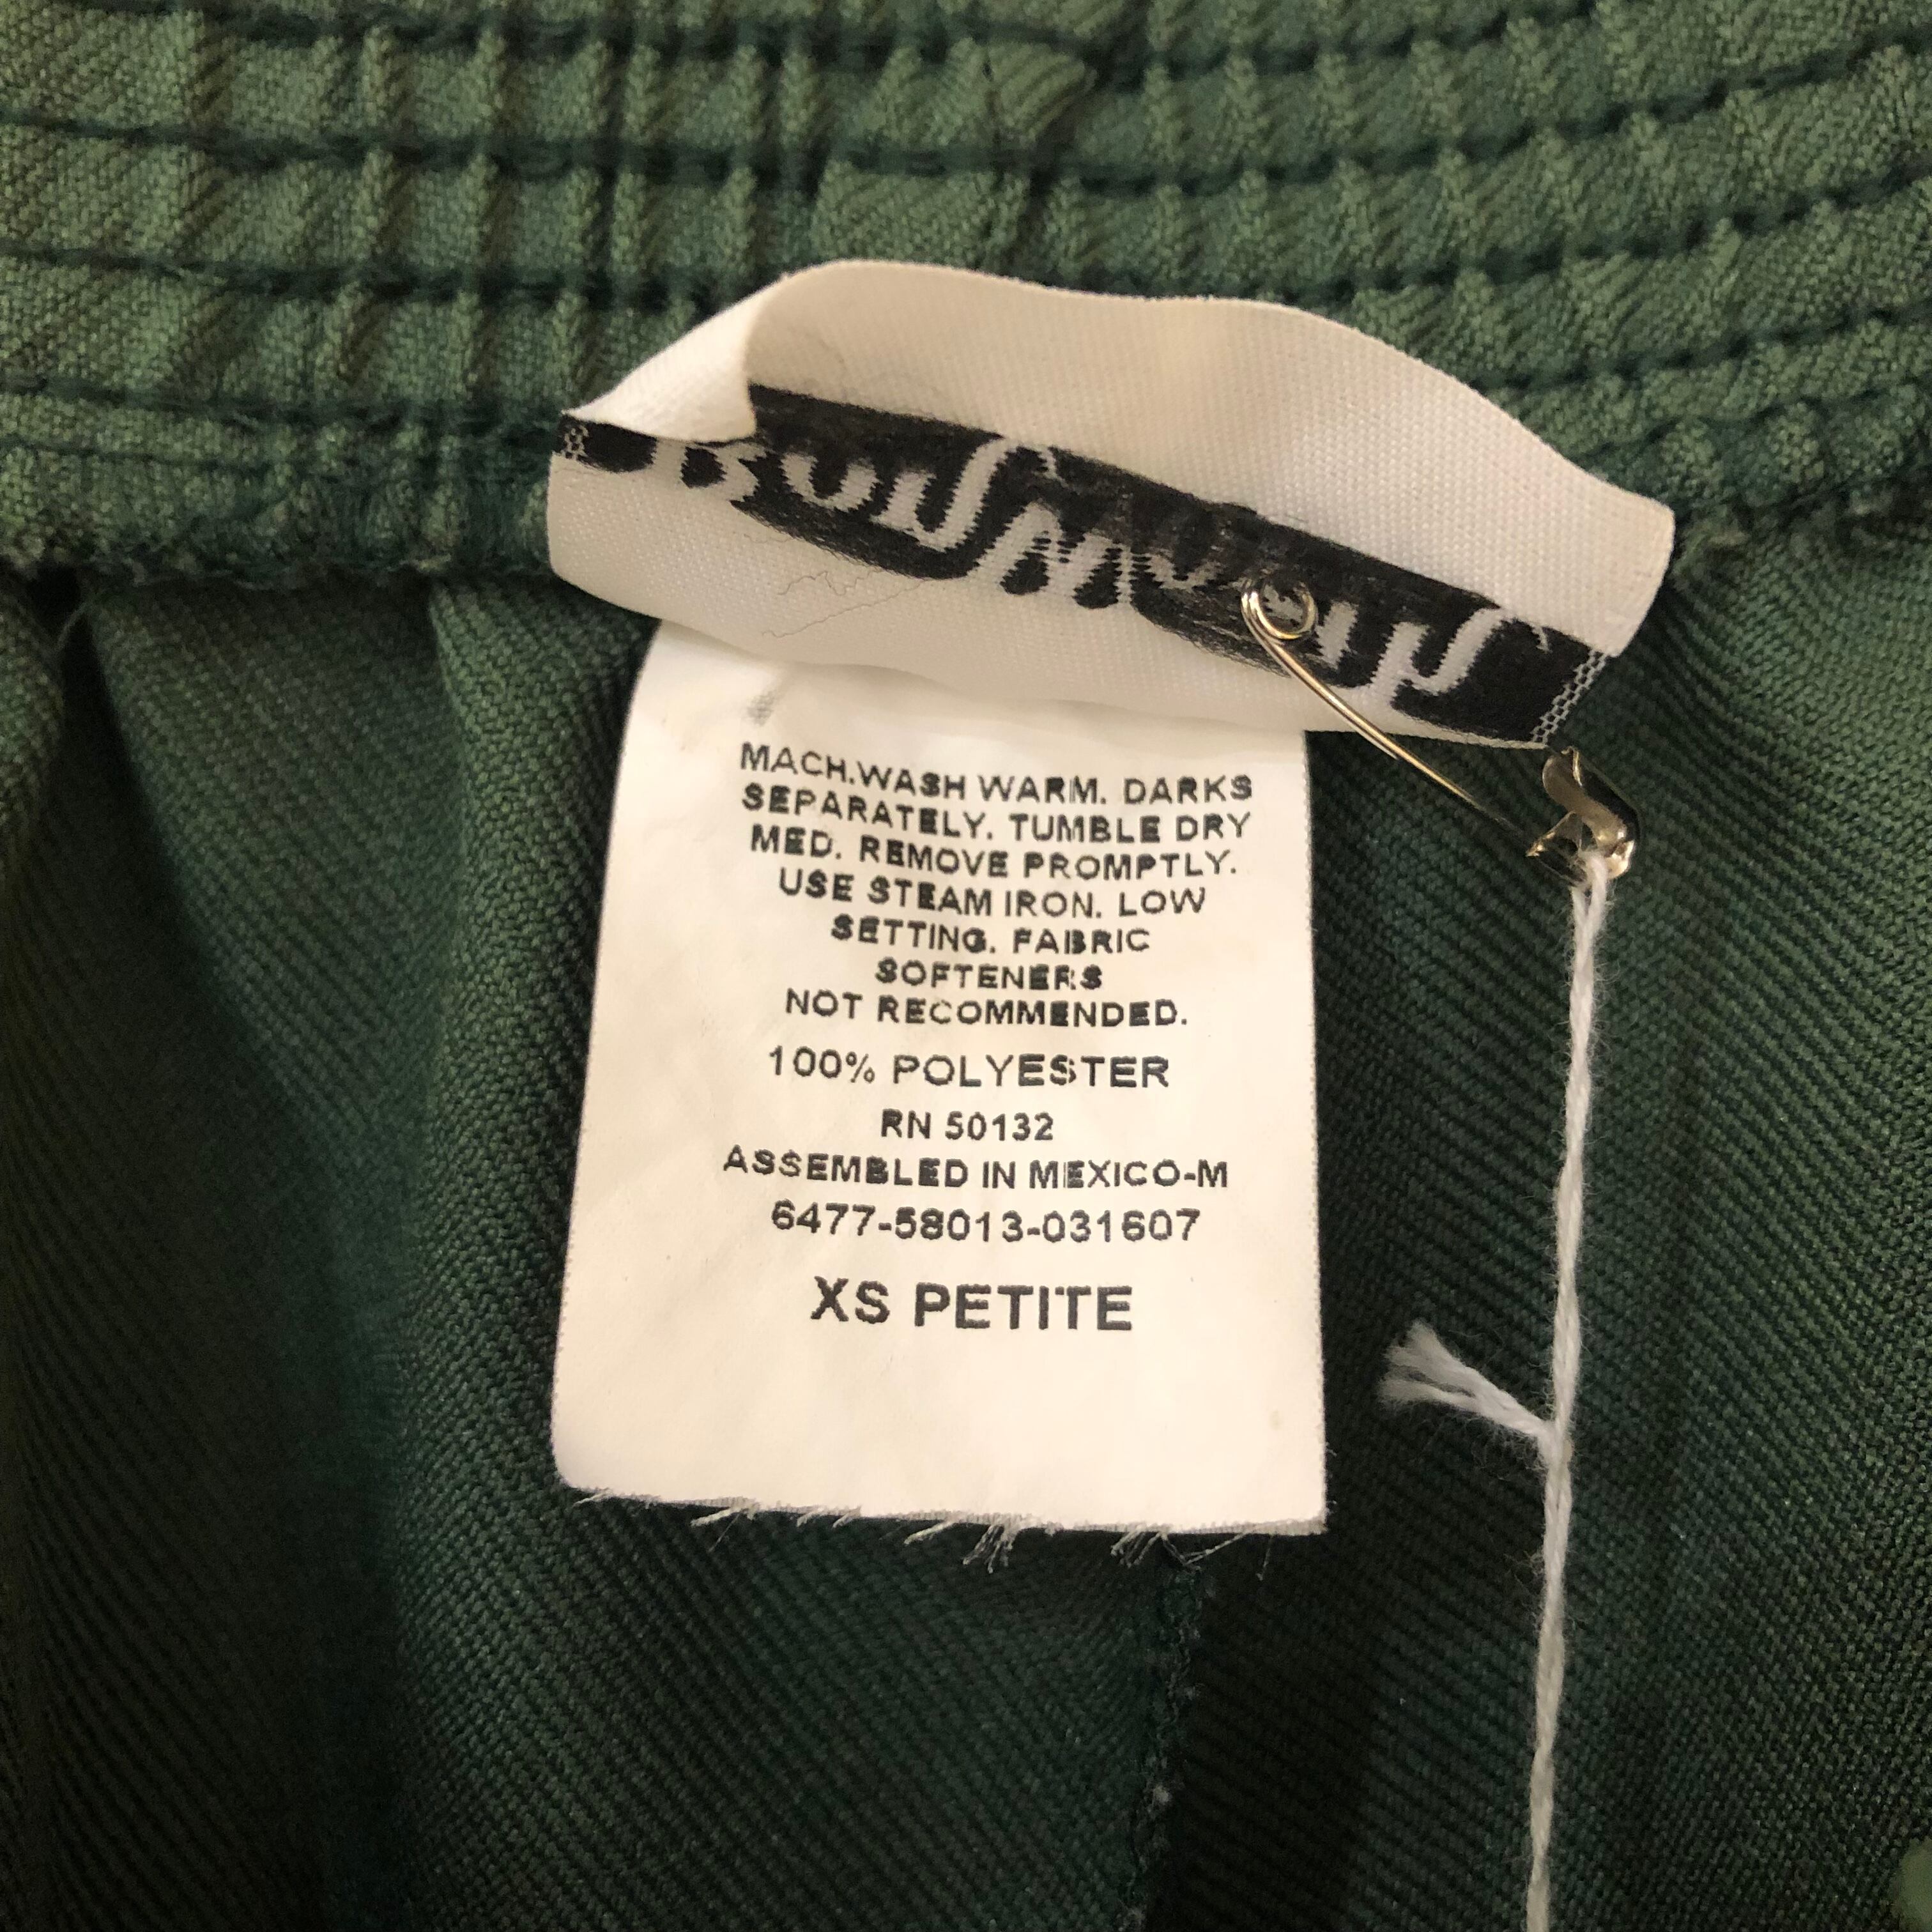 MACH.WASH WARM. DARKS
SEPARATELY. TUMBLE DRY
MED. REMOVE PROMPTLY.
USE STEAM IRON. LOW
SETTING. FABRIC
SOFTENERS
NOT RECOMMENDED.
100% POLYESTER
RN 50132
ASSEMBLED IN MEXICO-M
6477-58013-031607
XS PETITE